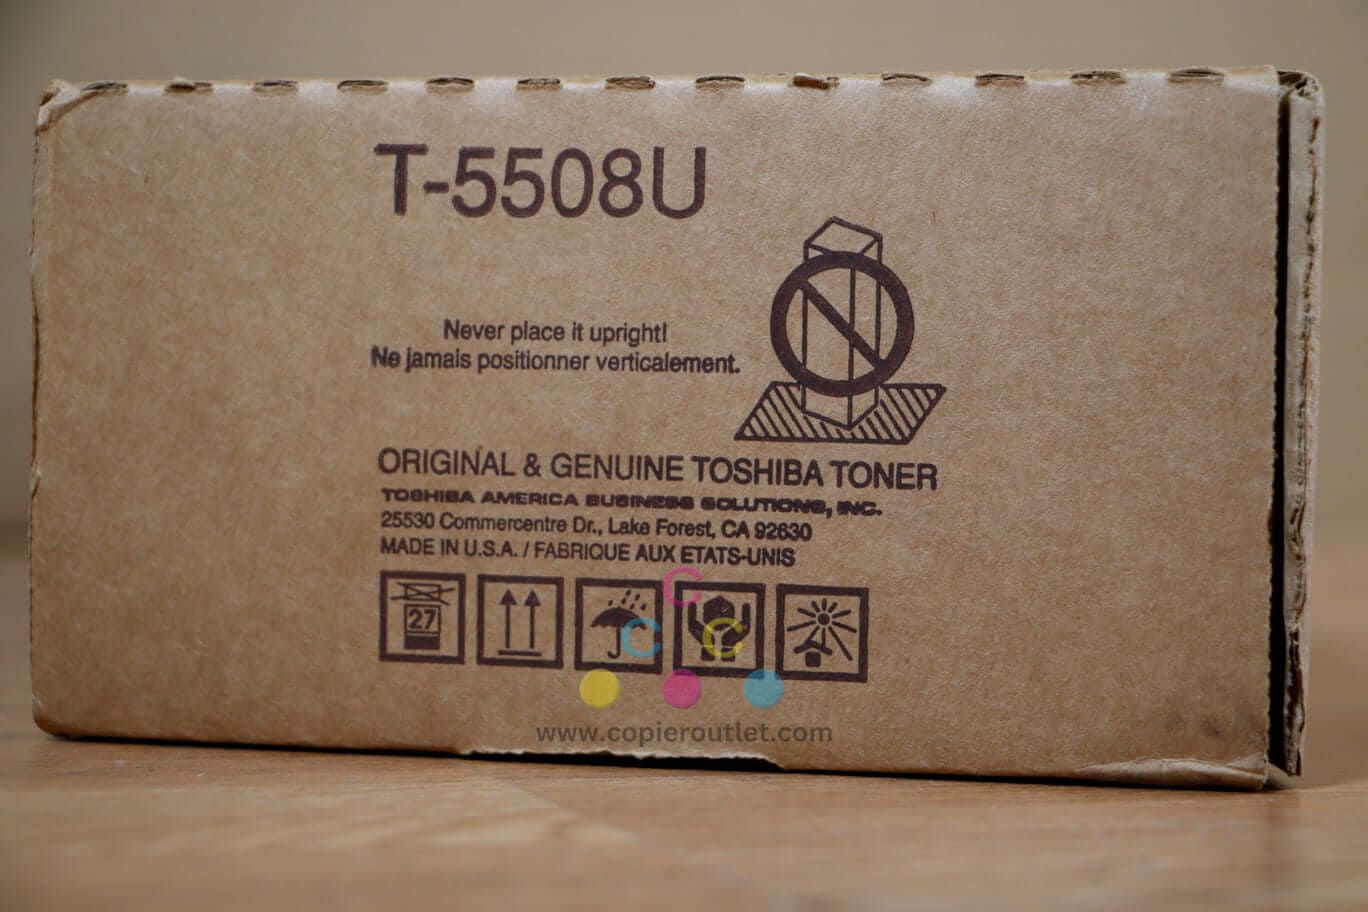 T-5508U
Never place it upright!
Ne jamais positionner verticalement.
ORIGINAL & GENUINE TOSHIBA TONER
TOSHIBA AMERICA BUSINESS SOLUTIONS, INC.
25530 Commercentre Dr., Lake Forest, CA 92630
MADE IN U.S.A. / FABRIQUE AUX ETATS-UNIS
27
C
C C
www.copieroutlet.com